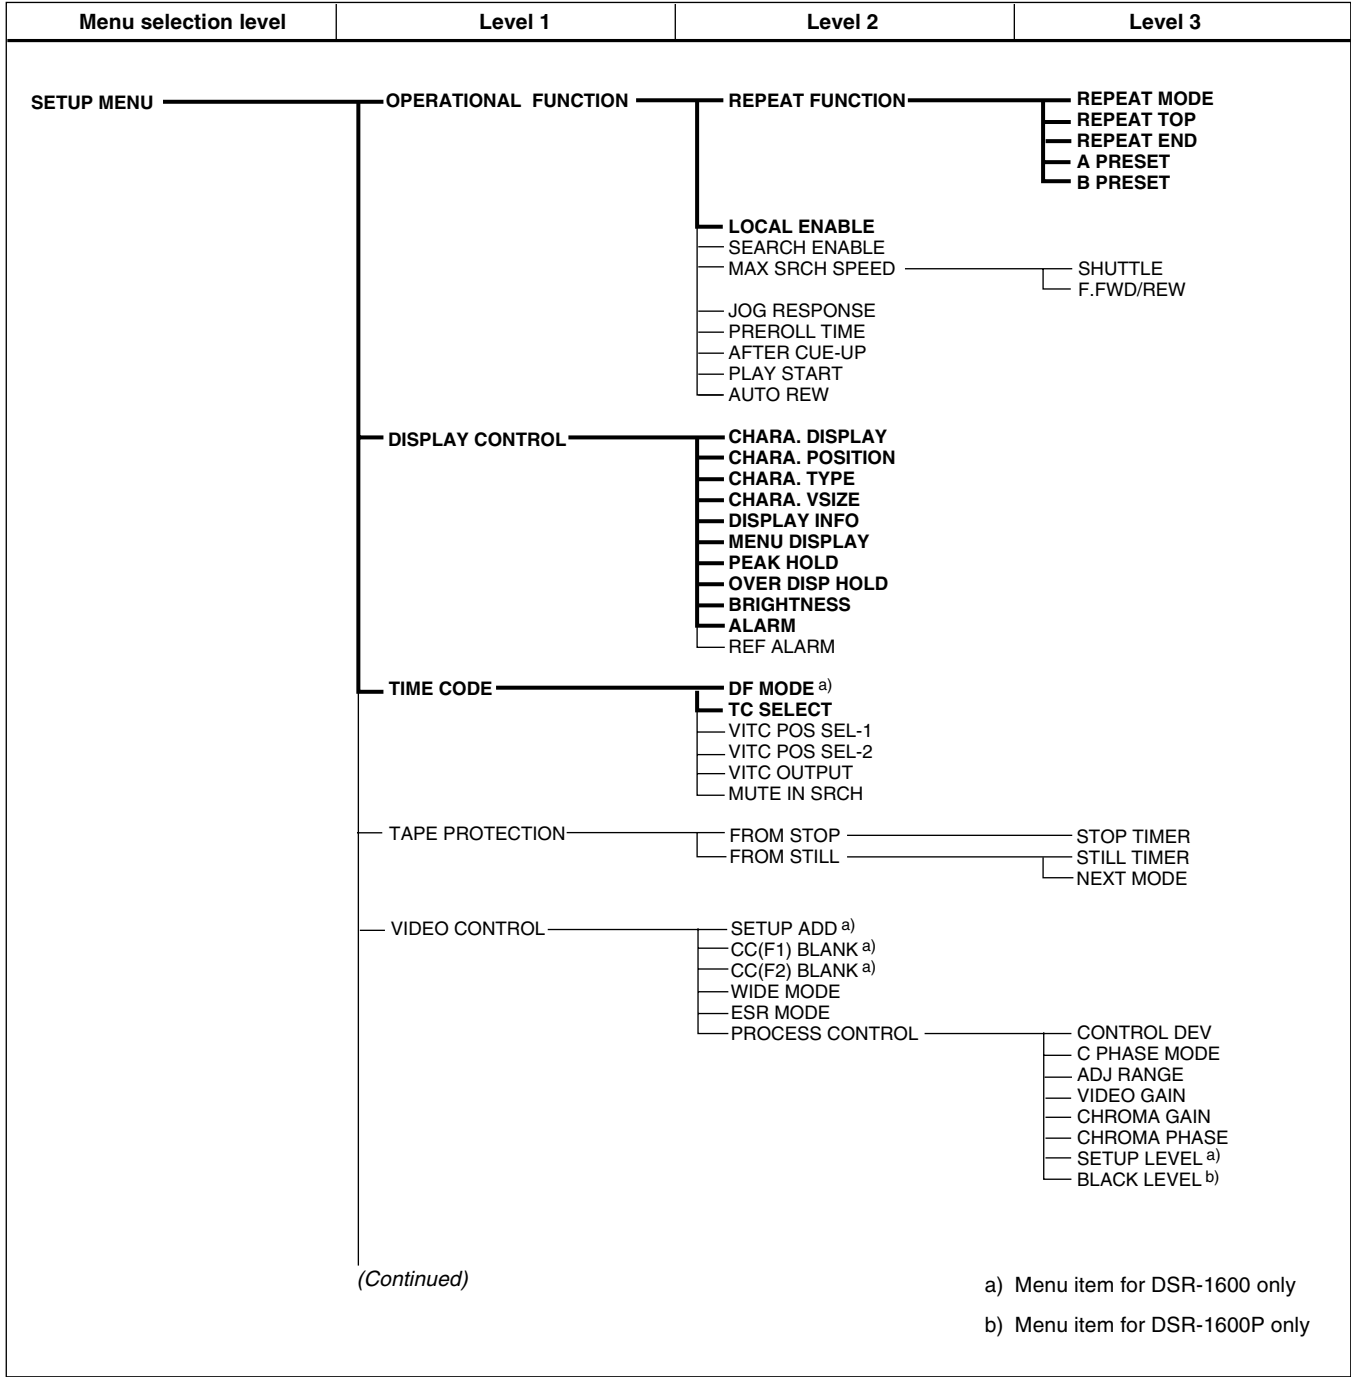 Menu selection level Level 1 Level 2 Level 3
SETUP MENU OPERATIONAL FUNCTION REPEAT FUNCTION REPEAT MODE
REPEAT TOP
REPEAT END
A PRESET
B PRESET
LOCAL ENABLE
SEARCH ENABLE
MAX SRCH SPEED SHUTTLE
F.FWD/REW
JOG RESPONSE
PREROLL TIME
AFTER CUE-UP
PLAY START
AUTO REW
DISPLAY CONTROL CHARA. DISPLAY
CHARA. POSITION
CHARA. TYPE
CHARA. VSIZE
DISPLAY INFO
MENU DISPLAY
PEAK HOLD
OVER DISP HOLD
BRIGHTNESS
ALARM
REF ALARM
TIME CODE DF MODE a)
TC SELECT
VITC POS SEL-1
VITC POS SEL-2
VITC OUTPUT
MUTE IN SRCH
TAPE PROTECTION FROM STOP STOP TIMER
FROM STILL STILL TIMER
NEXT MODE
VIDEO CONTROL SETUP ADD a)
CC(F1) BLANK a)
CC(F2) BLANK a)
WIDE MODE
ESR MODE
PROCESS CONTROL CONTROL DEV
C PHASE MODE
ADJ RANGE
VIDEO GAIN
CHROMA GAIN
CHROMA PHASE
SETUP LEVEL a)
BLACK LEVEL b)
(Continued)
a) Menu item for DSR-1600 only
b) Menu item for DSR-1600P only